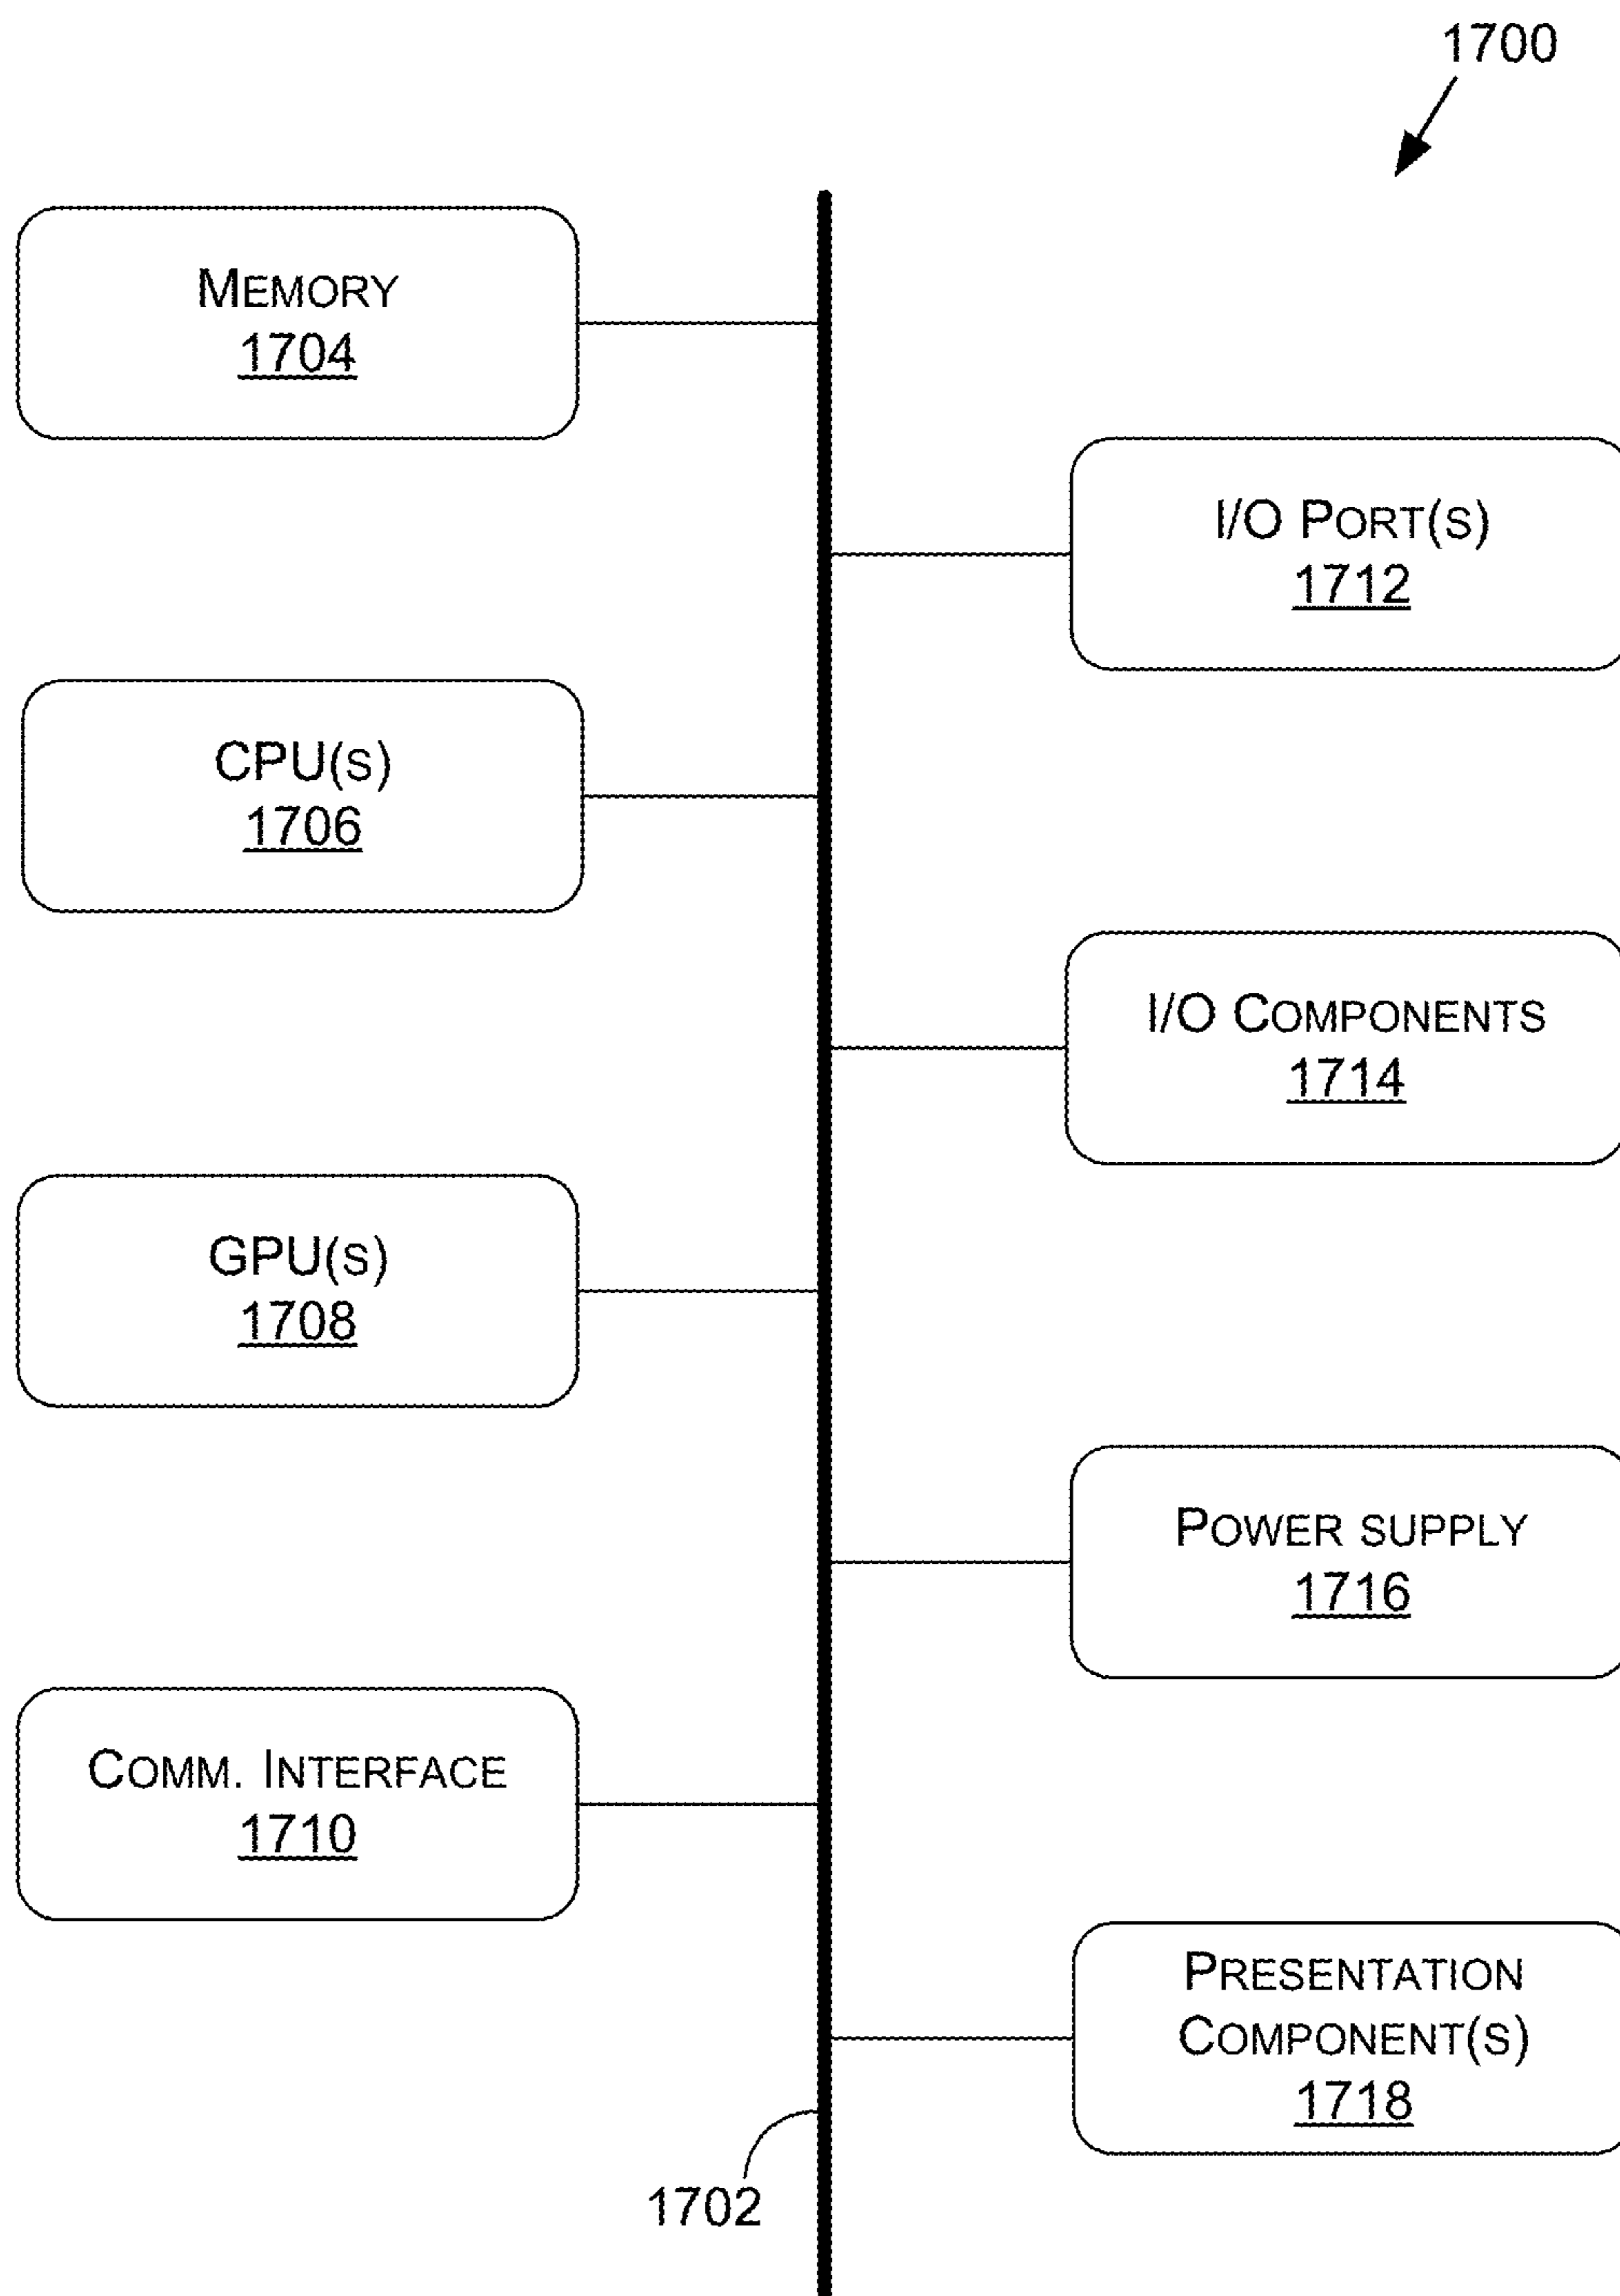 1700
MEMORY
1704
I/O PORT(S)
1712
CPU(S)
1706
I/O COMPONENTS
1714
GPU(S)
1708
POWER SUPPLY
1716
COMM. INTERFACE
1710
PRESENTATION
COMPONENT(S)
1718
1702